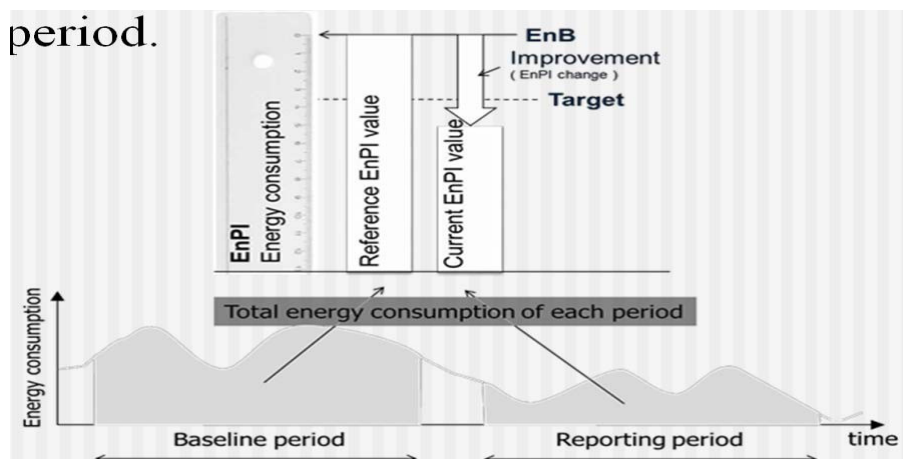 period.
EnB
Improvement
( EnPI change )
Target
EnPI
Energy consumption
Reference EnPI value
Current EnPI value
Total energy consumption of each period
Energy consumption
Baseline period
Reporting period
time